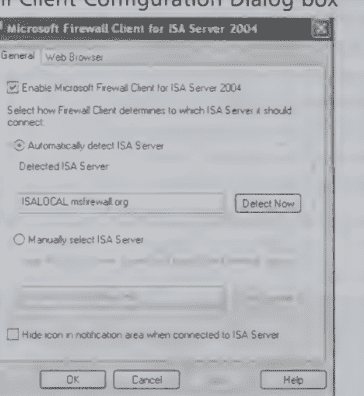 Client Configuration Dialog box
Microsoft Firewall Client for ISA Server 2004
General Web Browser
Enable Microsoft Firewall Client for ISA Server 2004
Select how Firewall Client determines to which ISA Server it should
connect.
Automatically detect ISA Server
Detected ISA Server
ISALOCAL.msfirewall.org
Detect Now
Manually select ISA Server
Hide icon in notification area when connected to ISA Server
OK Cancel Help